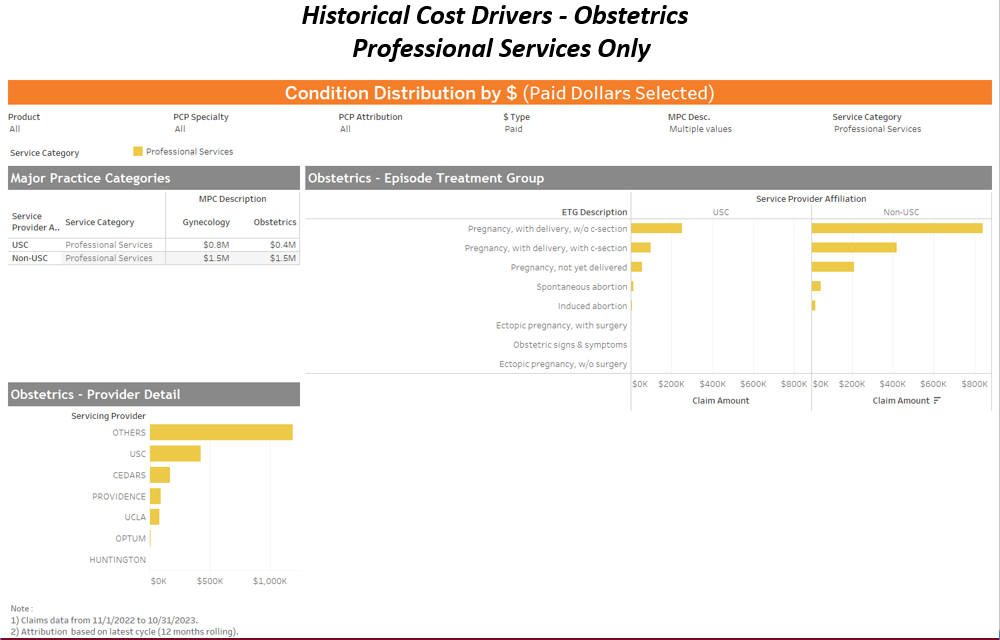 Historical Cost Drivers - Obstetrics
Professional Services Only
Condition Distribution by $ (Paid Dollars Selected)
Product PCP Specialty PCP Attribution $ Type MPC Desc. Service Category
All All All Paid Multiple values Professional Services
Service Category Professional Services
Major Practice Categories
MPC Description
Service Provider A.. Service Category Gynecology Obstetrics
USC Professional Services $0.8M $0.4M
Non-USC Professional Services $1.5M $1.5M
Obstetrics - Episode Treatment Group
Service Provider Affiliation
ETG Description USC Non-USC
Pregnancy, with delivery, w/o c-section
Pregnancy, with delivery, with c-section
Pregnancy, not yet delivered
Spontaneous abortion
Induced abortion
Ectopic pregnancy, with surgery
Obstetric signs & symptoms
Ectopic pregnancy, w/o surgery
$0K $200K $400K $600K $800K $0K $200K $400K $600K $800K
Claim Amount Claim Amount
Obstetrics - Provider Detail
Servicing Provider
OTHERS
USC
CEDARS
PROVIDENCE
UCLA
OPTUM
HUNTINGTON
$0K $500K $1,000K
Note :
1) Claims data from 11/1/2022 to 10/31/2023.
2) Attribution based on latest cycle (12 months rolling).